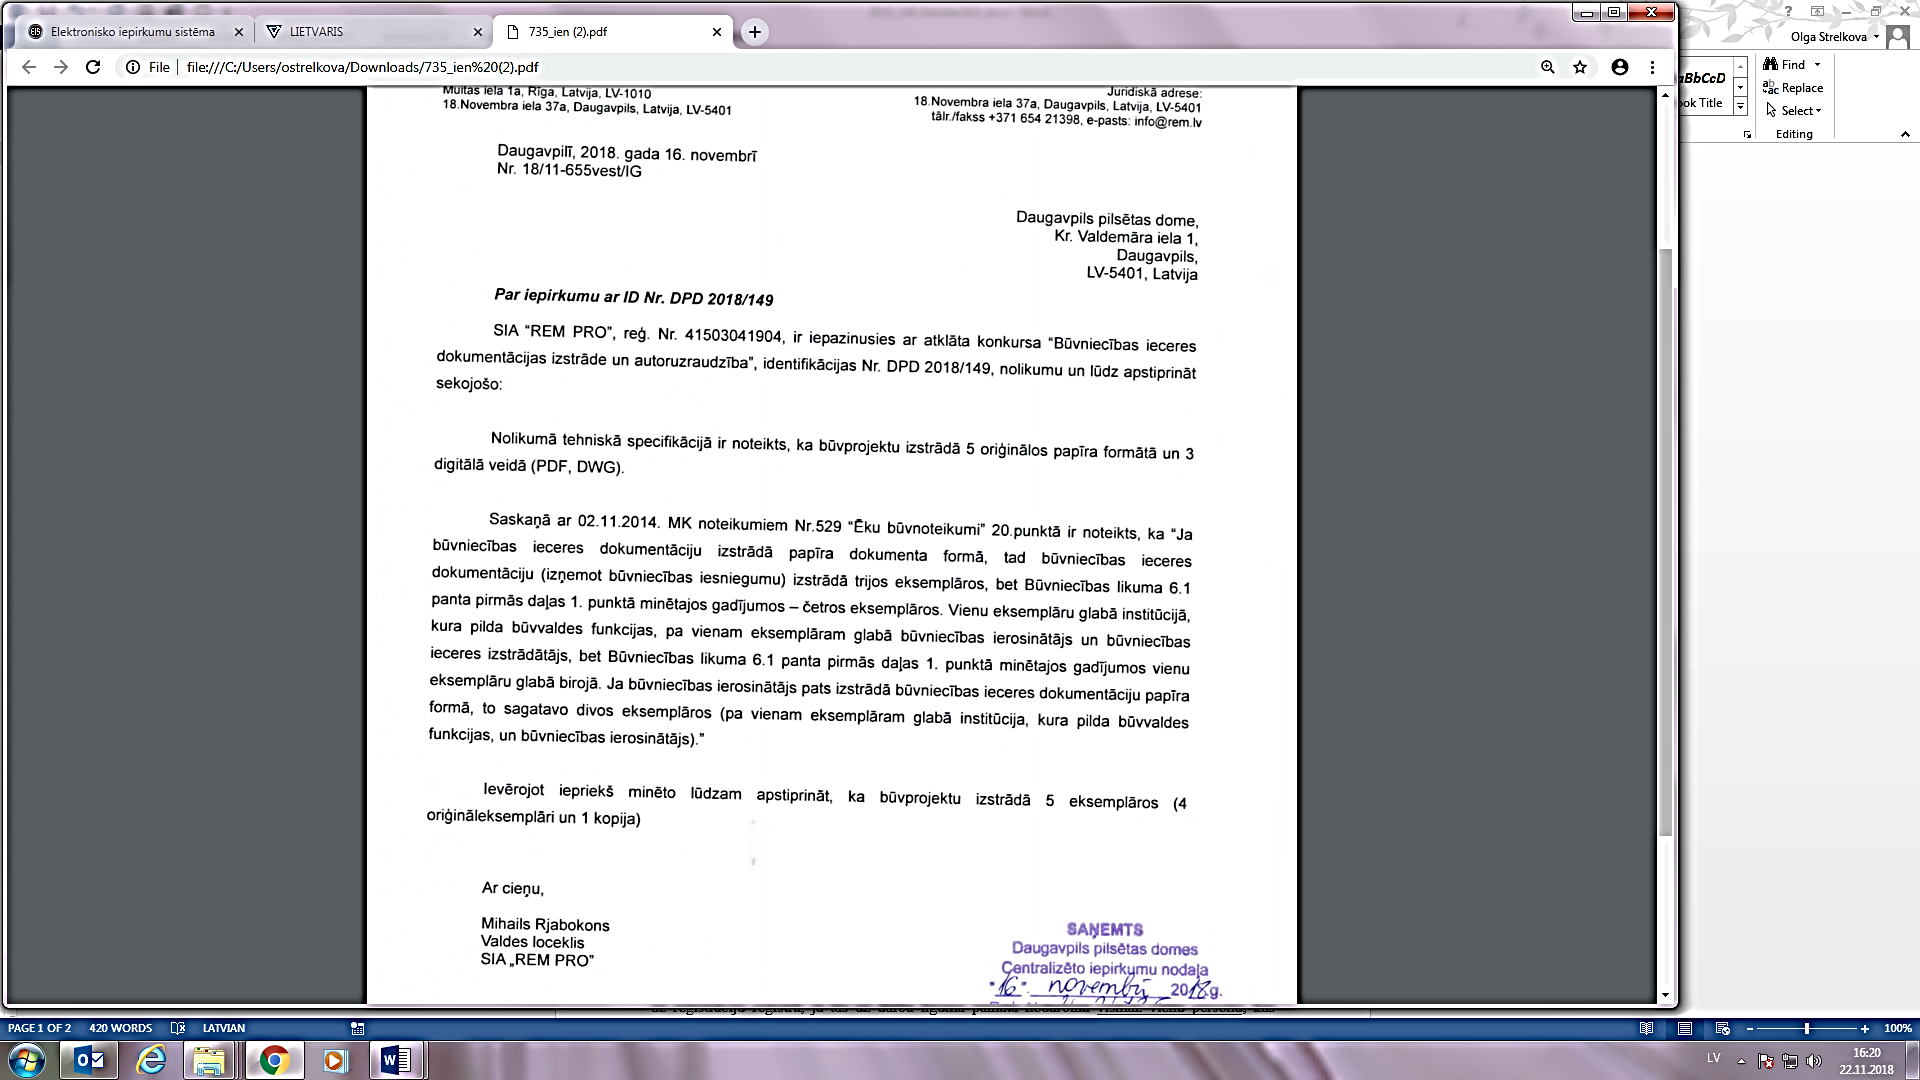 Elektronisko iepirkumu sistēma
LIETVARIS
735_ien (2).pdf
File
file:///C:/Users/ostrelkova/Downloads/735_ien%20(2).pdf
Olga Strelkova
Find
Replace
Select
Editing
ook Title
Muitas iela 1a, Rīga, Latvija, LV-1010
18.Novembra iela 37a, Daugavpils, Latvija, LV-5401
Juridiskā adrese:
18.Novembra iela 37a, Daugavpils, Latvija, LV-5401
tālr./fakss +371 654 21398, e-pasts: info@rem.lv
Daugavpilī, 2018. gada 16. novembrī
Nr. 18/11-655vest/IG
Daugavpils pilsētas dome,
Kr. Valdemāra iela 1,
Daugavpils,
LV-5401, Latvija
Par iepirkumu ar ID Nr. DPD 2018/149
SIA “REM PRO”, reģ. Nr. 41503041904, ir iepazinusies ar atklāta konkursa “Būvniecības ieceres
dokumentācijas izstrāde un autoruzraudzība”, identifikācijas Nr. DPD 2018/149, nolikumu un lūdz apstiprināt
sekojošo:
Nolikumā tehniskā specifikācijā ir noteikts, ka būvprojektu izstrādā 5 oriģinālos papīra formātā un 3
digitālā veidā (PDF, DWG).
Saskaņā ar 02.11.2014. MK noteikumiem Nr.529 “Ēku būvnoteikumi” 20.punktā ir noteikts, ka “Ja
būvniecības ieceres dokumentāciju izstrādā papīra dokumenta formā, tad būvniecības ieceres
dokumentāciju (izņemot būvniecības iesniegumu) izstrādā trijos eksemplāros, bet Būvniecības likuma 6.1
panta pirmās daļas 1. punktā minētajos gadījumos – četros eksemplāros. Vienu eksemplāru glabā institūcijā,
kura pilda būvvaldes funkcijas, pa vienam eksemplāram glabā būvniecības ierosinātājs un būvniecības
ieceres izstrādātājs, bet Būvniecības likuma 6.1 panta pirmās daļas 1. punktā minētajos gadījumos vienu
eksemplāru glabā birojā. Ja būvniecības ierosinātājs pats izstrādā būvniecības ieceres dokumentāciju papīra
formā, to sagatavo divos eksemplāros (pa vienam eksemplāram glabā institūcija, kura pilda būvvaldes
funkcijas, un būvniecības ierosinātājs).”
Ievērojot iepriekš minēto lūdzam apstiprināt, ka būvprojektu izstrādā 5 eksemplāros (4
oriģināleksemplāri un 1 kopija)
Ar cieņu,
Mihails Rjabokons
Valdes loceklis
SIA „REM PRO”
SAŅEMTS
Daugavpils pilsētas domes
Centralizēto iepirkumu nodaļa
"16". novembrī 2018.g.
PAGE 1 OF 2
420 WORDS
LATVIAN
100%
LV
16:20
22.11.2018